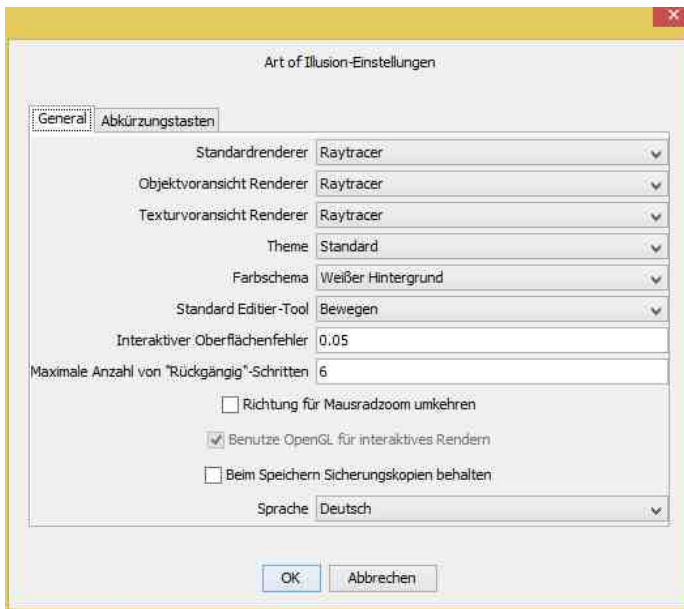 Art of Illusion-Einstellungen
General Abkürzungstasten
Standardrenderer Raytracer
Objektvoransicht Renderer Raytracer
Texturvoransicht Renderer Raytracer
Theme Standard
Farbschema Weißer Hintergrund
Standard Editier-Tool Bewegen
Interaktiver Oberflächenfehler 0.05
Maximale Anzahl von "Rückgängig"-Schritten 6
Richtung für Mausradzoom umkehren
Benutze OpenGL für interaktives Rendern
Beim Speichern Sicherungskopien behalten
Sprache Deutsch
OK Abbrechen